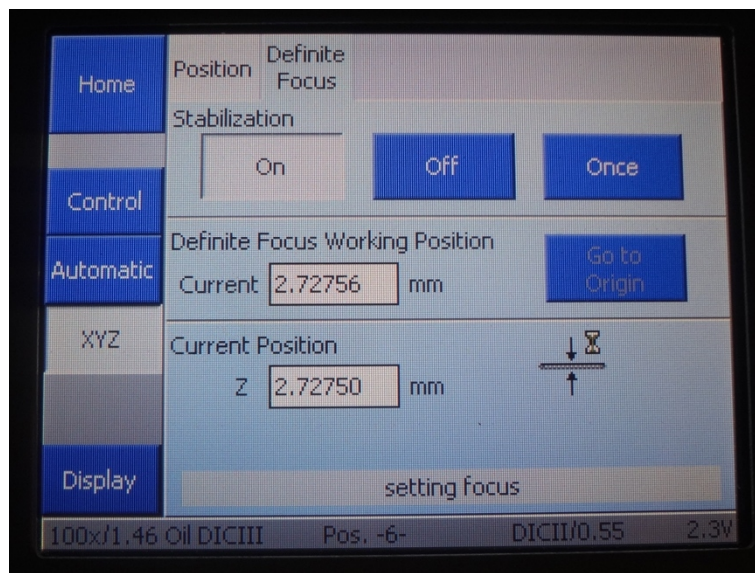 Home
Position
Definite
Focus
Stabilization
On
Off
Once
Control
Automatic
Definite Focus Working Position
Current 2.72756 mm
Go to
Origin
XYZ
Current Position
Z 2.72750 mm
Display
setting focus
100x/1.46 Oil DICIII Pos. -6- DICII/0.55 2.3V